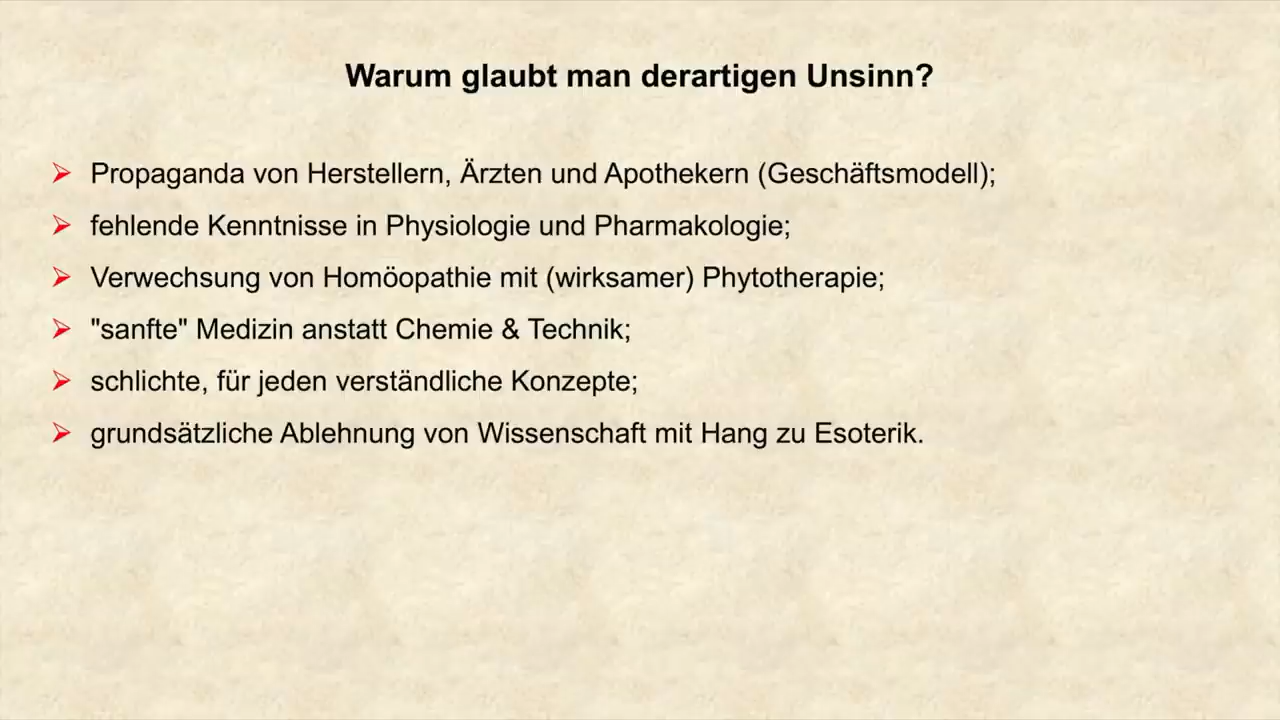 Warum glaubt man derartigen Unsinn?
Propaganda von Herstellern, Ärzten und Apothekern (Geschäftsmodell);
fehlende Kenntnisse in Physiologie und Pharmakologie;
Verwechsung von Homöopathie mit (wirksamer) Phytotherapie;
"sanfte" Medizin anstatt Chemie & Technik;
schlichte, für jeden verständliche Konzepte;
grundsätzliche Ablehnung von Wissenschaft mit Hang zu Esoterik.